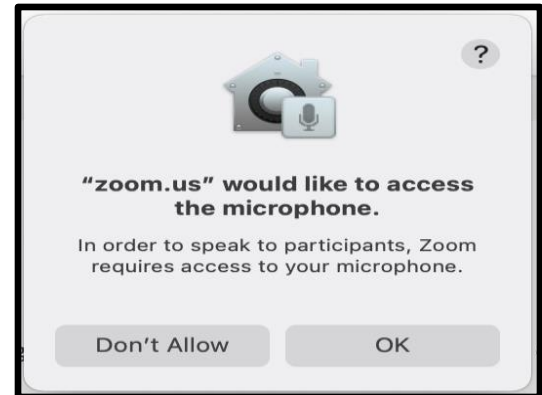 ?
“zoom.us” would like to access
the microphone.
In order to speak to participants, Zoom
requires access to your microphone.
Don’t Allow
OK